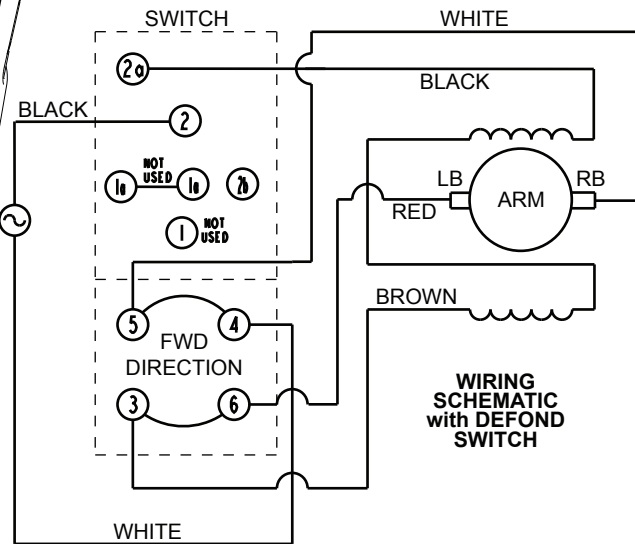 SWITCH
WHITE
2a
BLACK
BLACK
2
NOT
USED
1a
1a
2b
LB
RB
ARM
RED
1
NOT
USED
BROWN
5
4
FWD
DIRECTION
3
6
WIRING
SCHEMATIC
with DEFOND
SWITCH
WHITE